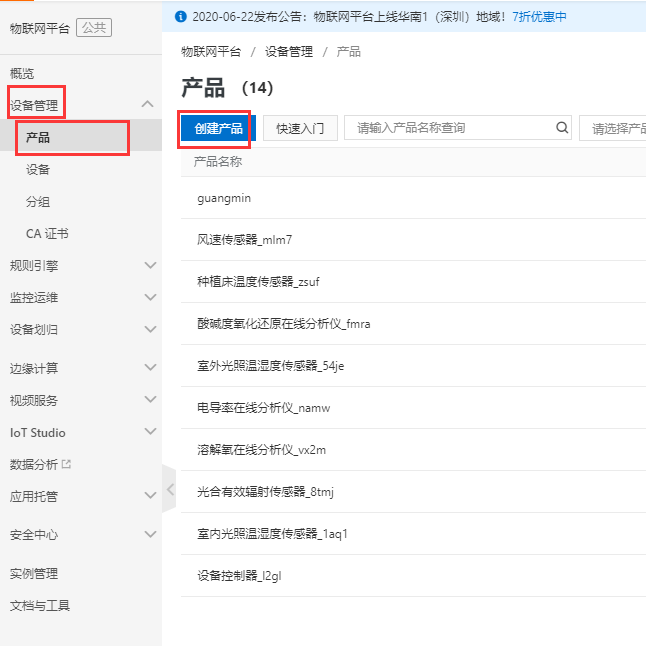 物联网平台 公共
概览
设备管理
产品
设备
分组
CA 证书
规则引擎
监控运维
设备划归
边缘计算
视频服务
IoT Studio
数据分析
应用托管
安全中心
实例管理
文档与工具
2020-06-22发布公告：物联网平台上线华南1（深圳）地域！7折优惠中
物联网平台 / 设备管理 / 产品
产品 （14）
创建产品 快速入门 请输入产品名称查询 请选择产品
产品名称
guangmin
风速传感器_mlm7
种植床温度传感器_zsuf
酸碱度氧化还原在线分析仪_fmra
室外光照温湿度传感器_54je
电导率在线分析仪_namw
溶解氧在线分析仪_vx2m
光合有效辐射传感器_8tmj
室内光照温湿度传感器_1aq1
设备控制器_l2gl